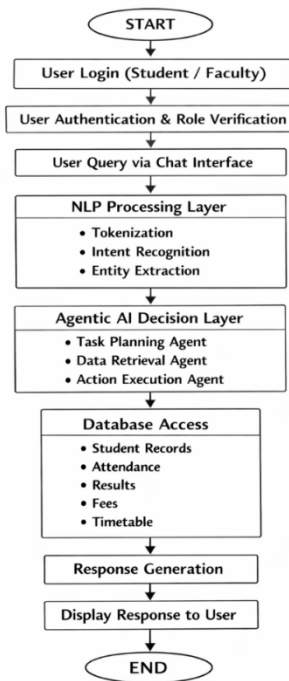 START
User Login (Student / Faculty)
User Authentication & Role Verification
User Query via Chat Interface
NLP Processing Layer
• Tokenization
• Intent Recognition
• Entity Extraction
Agentic AI Decision Layer
• Task Planning Agent
• Data Retrieval Agent
• Action Execution Agent
Database Access
• Student Records
• Attendance
• Results
• Fees
• Timetable
Response Generation
Display Response to User
END